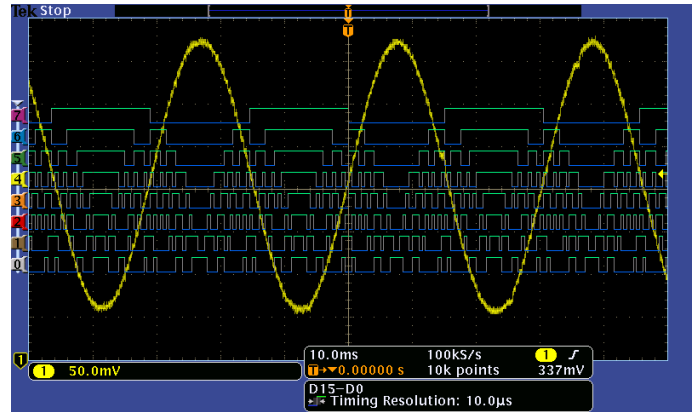 Tek Stop
T
T
7
6
5
4
3
2
1
0
1
1 50.0mV
10.0ms 100kS/s 1
T→▼0.00000 s 10k points 337mV
D15-D0
Timing Resolution: 10.0µs